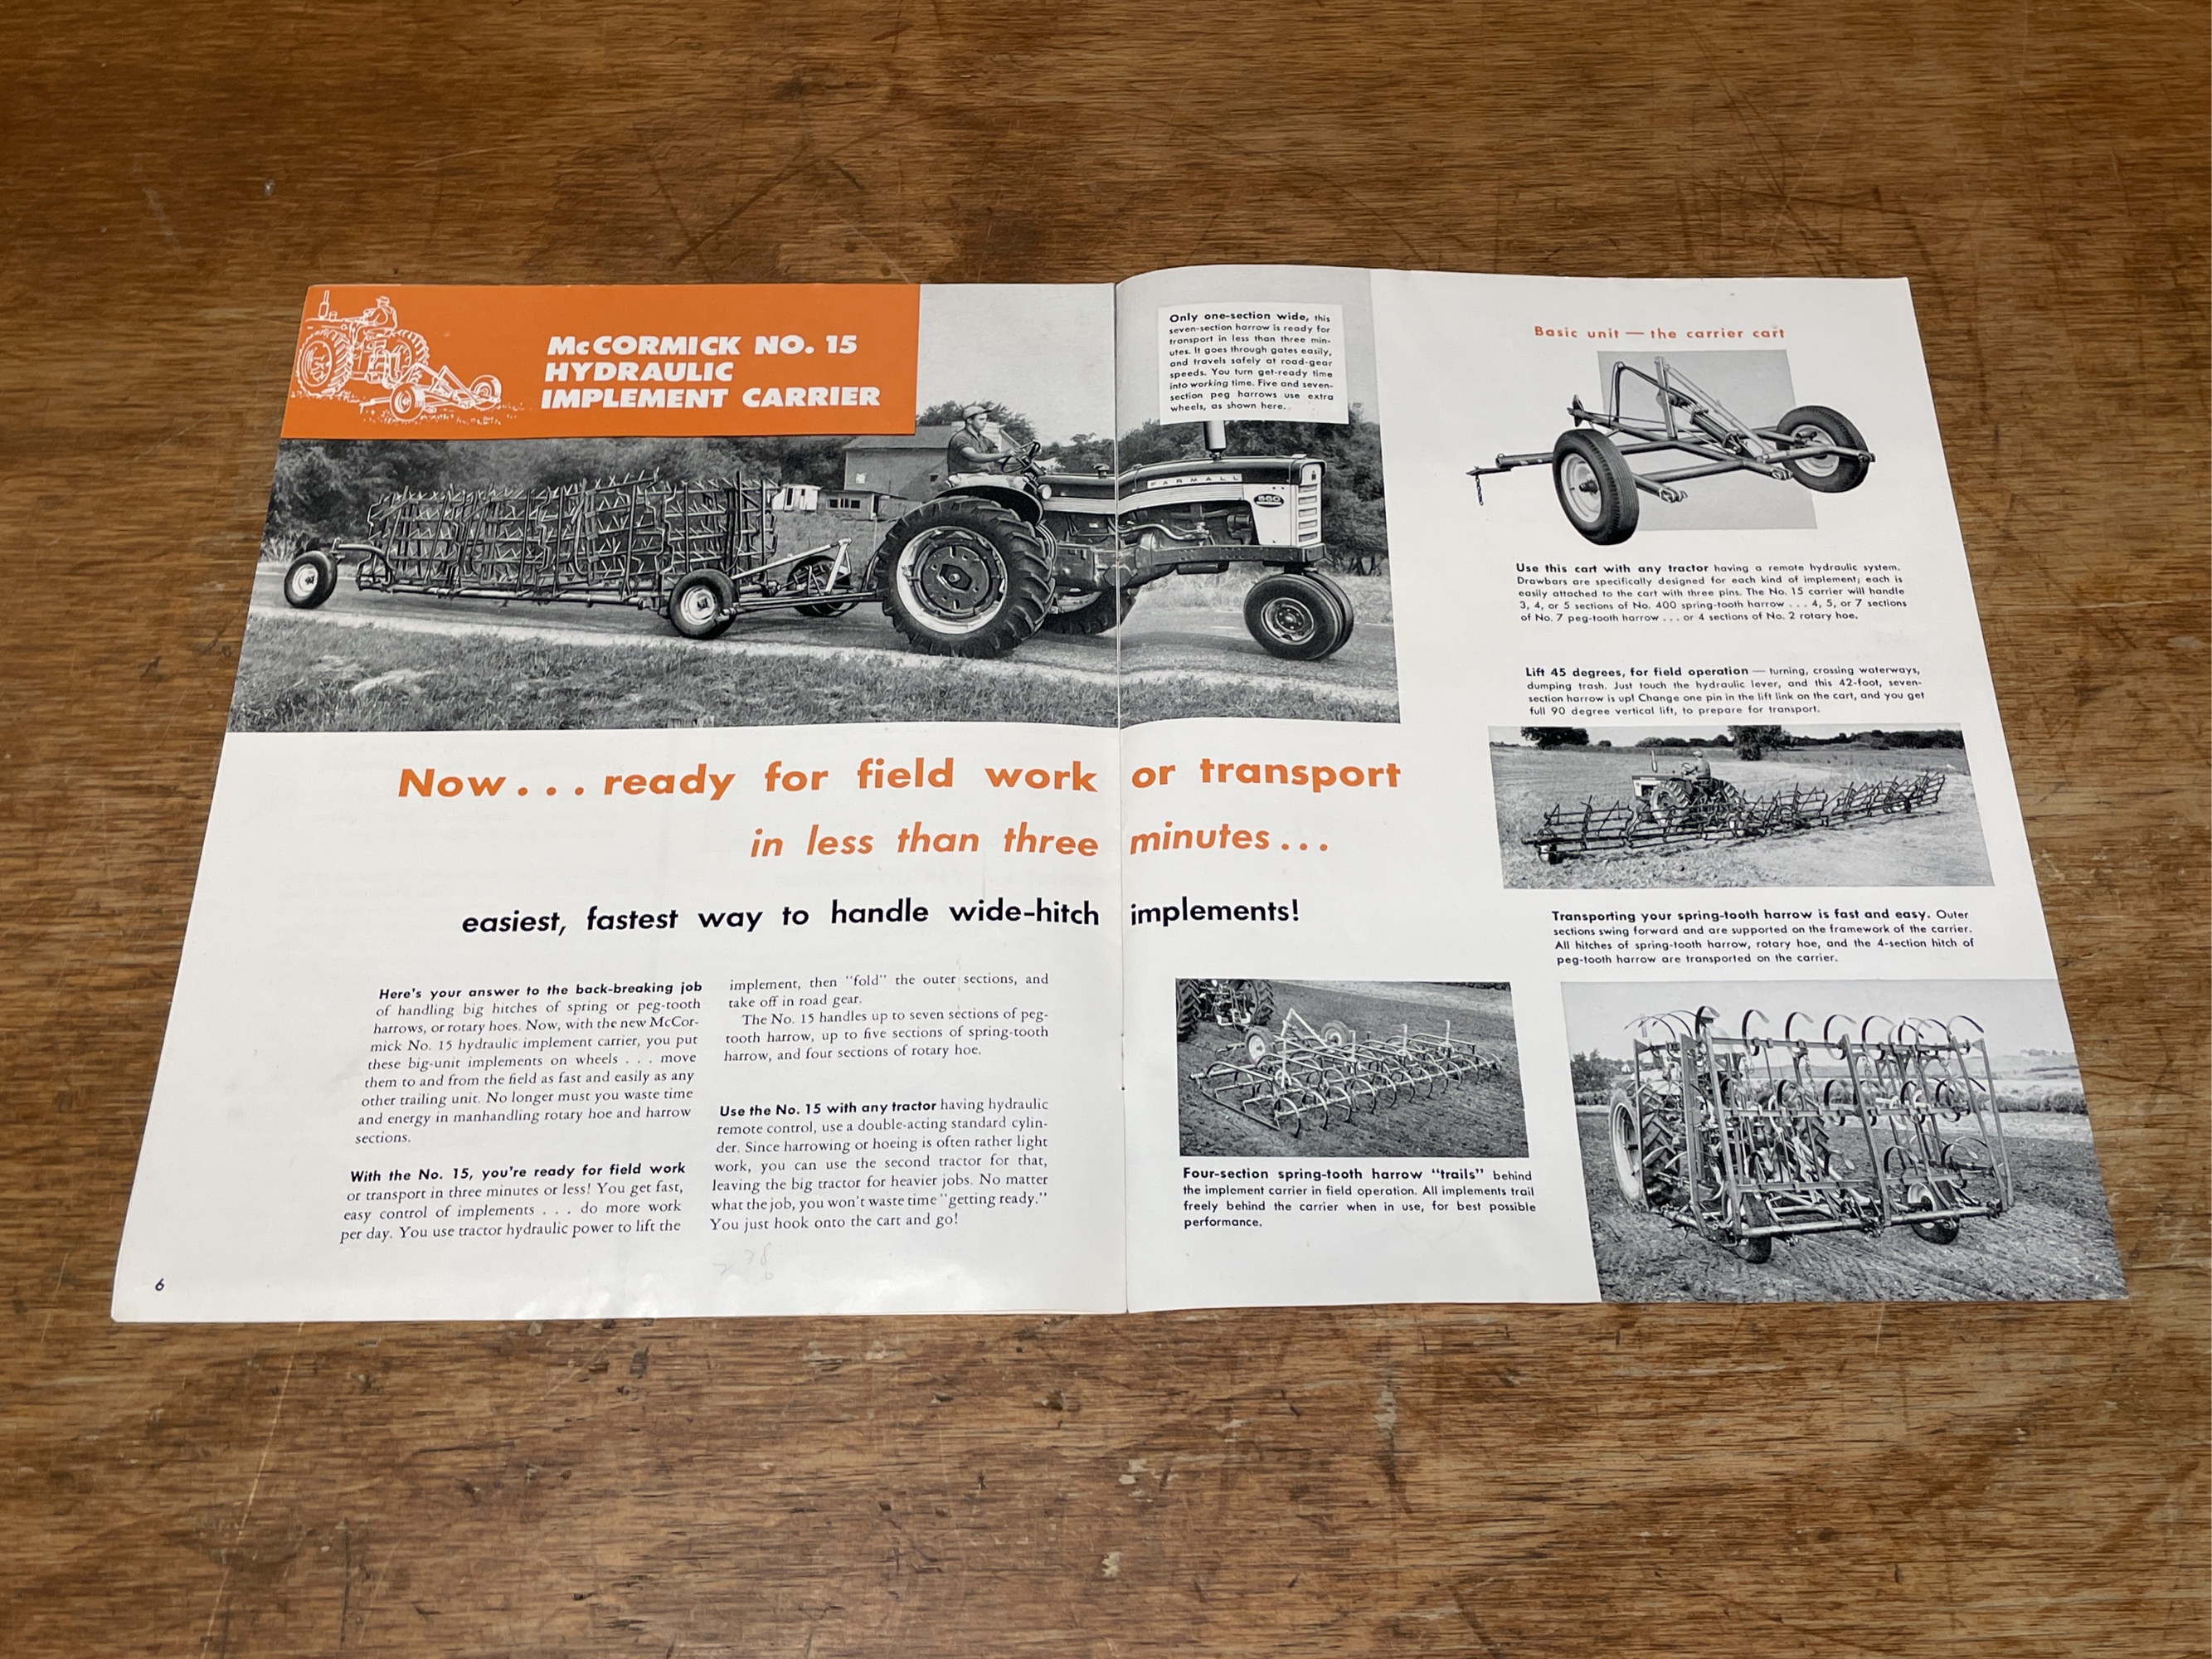 McCORMICK NO. 15
HYDRAULIC
IMPLEMENT CARRIER
Only one-section wide, this
seven-section harrow is ready for
transport in less than three min-
utes. It goes through gates easily,
and travels safely at road-gear
speeds. You turn get-ready time
into working time. Five and seven-
section peg harrows use extra
wheels, as shown here.
FARMALL
560
Now . . . ready for field work or transport
in less than three minutes . . .
easiest, fastest way to handle wide-hitch implements!
Here's your answer to the back-breaking job
of handling big hitches of spring or peg-tooth
harrows, or rotary hoes. Now, with the new McCor-
mick No. 15 hydraulic implement carrier, you put
these big-unit implements on wheels . . . move
them to and from the field as fast and easily as any
other trailing unit. No longer must you waste time
and energy in manhandling rotary hoe and harrow
sections.
With the No. 15, you're ready for field work
or transport in three minutes or less! You get fast,
easy control of implements . . . do more work
per day. You use tractor hydraulic power to lift the
implement, then "fold" the outer sections, and
take off in road gear.
The No. 15 handles up to seven sections of peg-
tooth harrow, up to five sections of spring-tooth
harrow, and four sections of rotary hoe.
Use the No. 15 with any tractor having hydraulic
remote control, use a double-acting standard cylin-
der. Since harrowing or hoeing is often rather light
work, you can use the second tractor for that,
leaving the big tractor for heavier jobs. No matter
what the job, you won't waste time "getting ready."
You just hook onto the cart and go!
6
Basic unit — the carrier cart
Use this cart with any tractor having a remote hydraulic system.
Drawbars are specifically designed for each kind of implement; each is
easily attached to the cart with three pins. The No. 15 carrier will handle
3, 4, or 5 sections of No. 400 spring-tooth harrow . . . 4, 5, or 7 sections
of No. 7 peg-tooth harrow . . . or 4 sections of No. 2 rotary hoe.
Lift 45 degrees, for field operation — turning, crossing waterways,
dumping trash. Just touch the hydraulic lever, and this 42-foot, seven-
section harrow is up! Change one pin in the lift link on the cart, and you get
full 90 degree vertical lift, to prepare for transport.
Transporting your spring-tooth harrow is fast and easy. Outer
sections swing forward and are supported on the framework of the carrier.
All hitches of spring-tooth harrow, rotary hoe, and the 4-section hitch of
peg-tooth harrow are transported on the carrier.
Four-section spring-tooth harrow "trails" behind
the implement carrier in field operation. All implements trail
freely behind the carrier when in use, for best possible
performance.